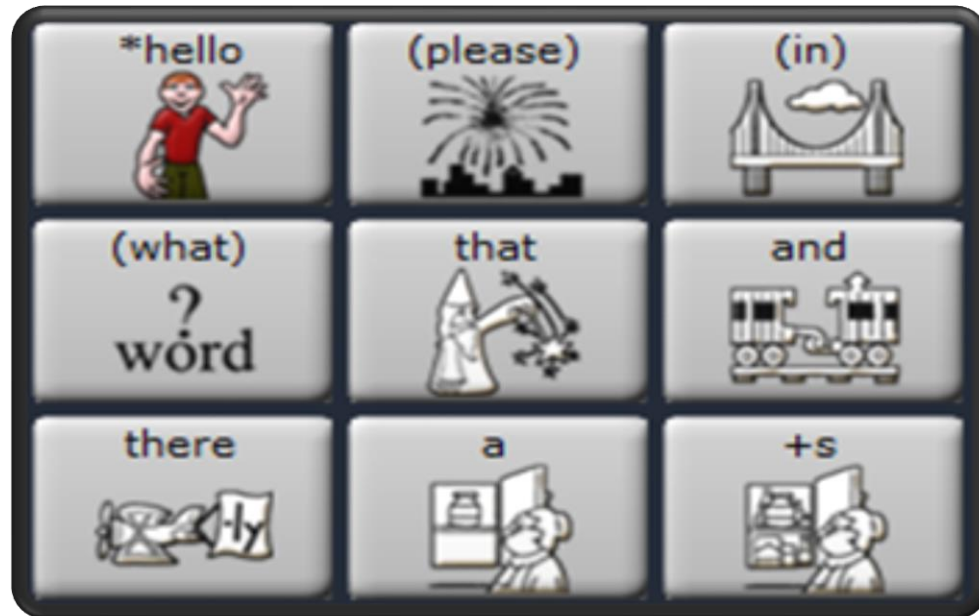 *hello
(please)
(in)
(what)
?
word
that
and
there
-ly
a
+s